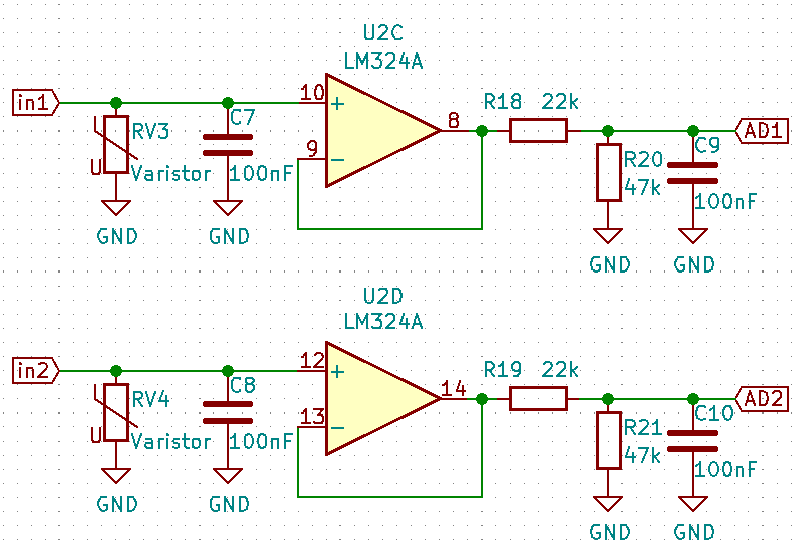 U2C
LM324A
in1
10
+
9
−
8
R18 22k
AD1
RV3
U
Varistor
C7
100nF
R20
47k
C9
100nF
GND
GND
GND
GND
U2D
LM324A
in2
12
+
13
−
14
R19 22k
AD2
RV4
U
Varistor
C8
100nF
R21
47k
C10
100nF
GND
GND
GND
GND